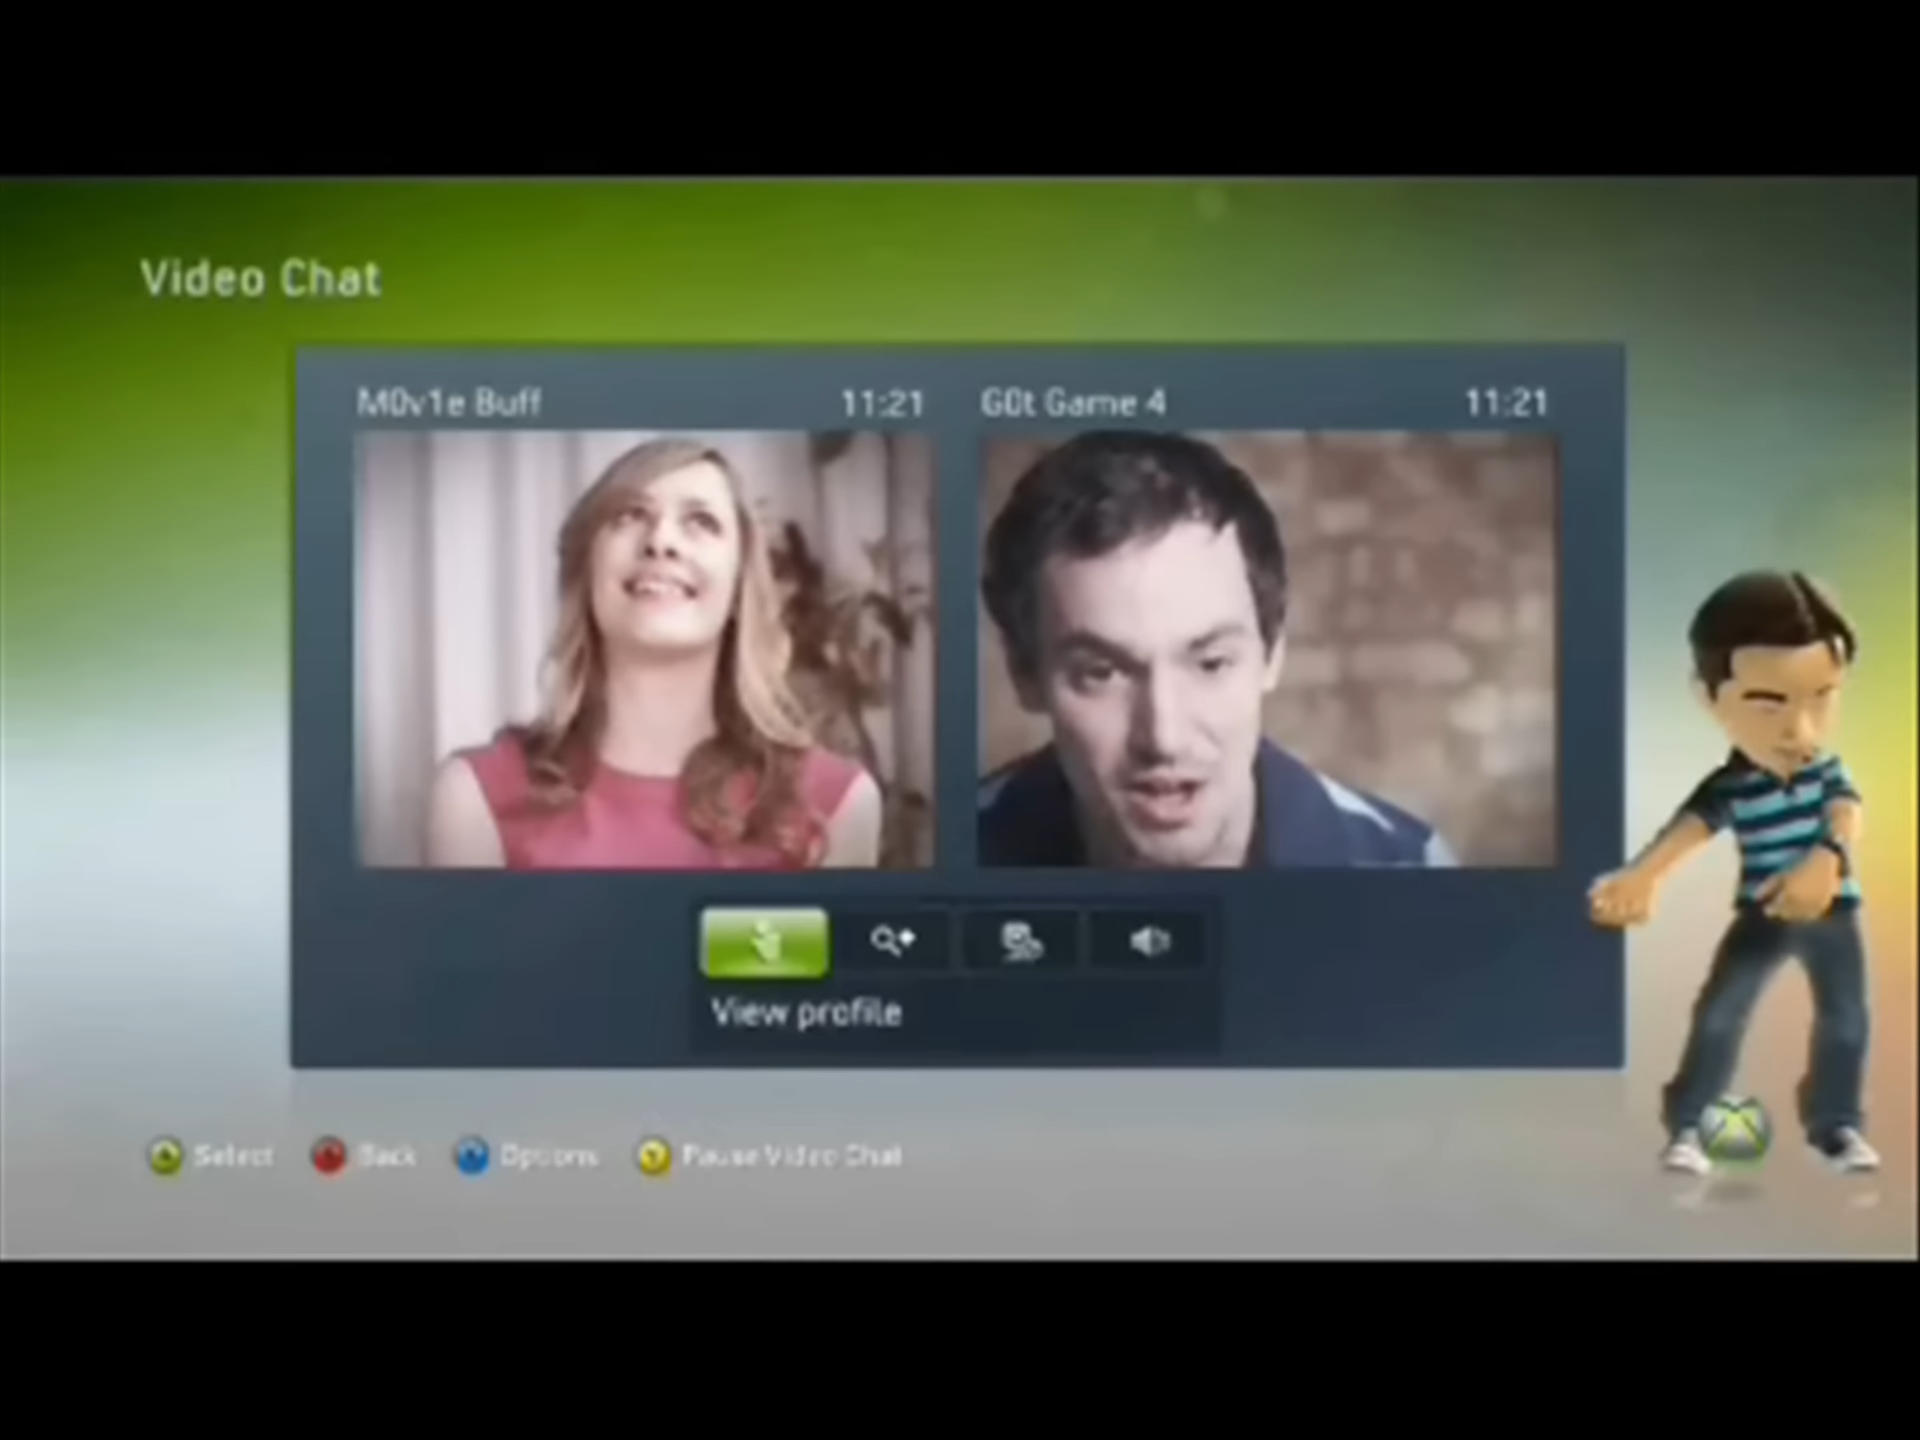 Video Chat
M0v1e Buff 11:21 G0t Game 4 11:21
View profile
Select Back Options Pause Video Chat